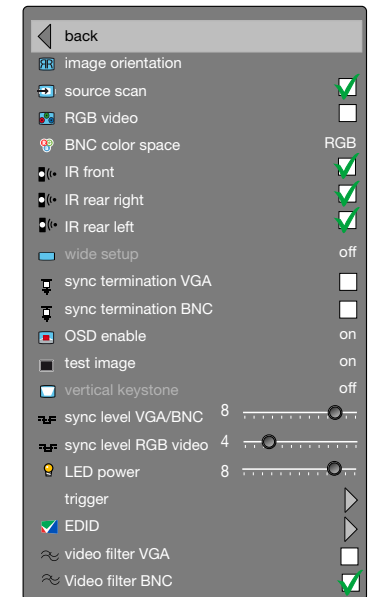 back
image orientation
source scan
RGB video
BNC color space RGB
IR front
IR rear right
IR rear left
wide setup off
sync termination VGA
sync termination BNC
OSD enable on
test image on
vertical keystone off
sync level VGA/BNC 8
sync level RGB video 4
LED power 8
trigger
EDID
video filter VGA
Video filter BNC